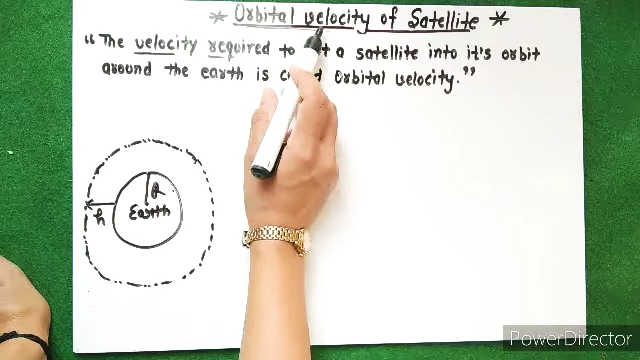 * Orbital velocity of Satellite *
“ The velocity required to a satellite into it's orbit
around the earth is orbital velocity.”
R
Earth
h
PowerDirector